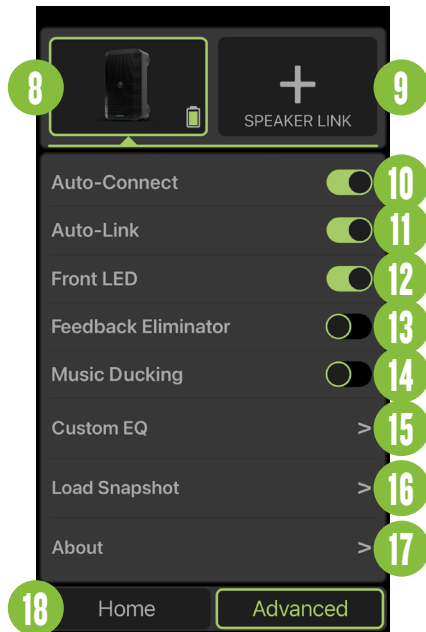 8
9
SPEAKER LINK
Auto-Connect 10
Auto-Link 11
Front LED 12
Feedback Eliminator 13
Music Ducking 14
Custom EQ > 15
Load Snapshot > 16
About > 17
18 Home Advanced